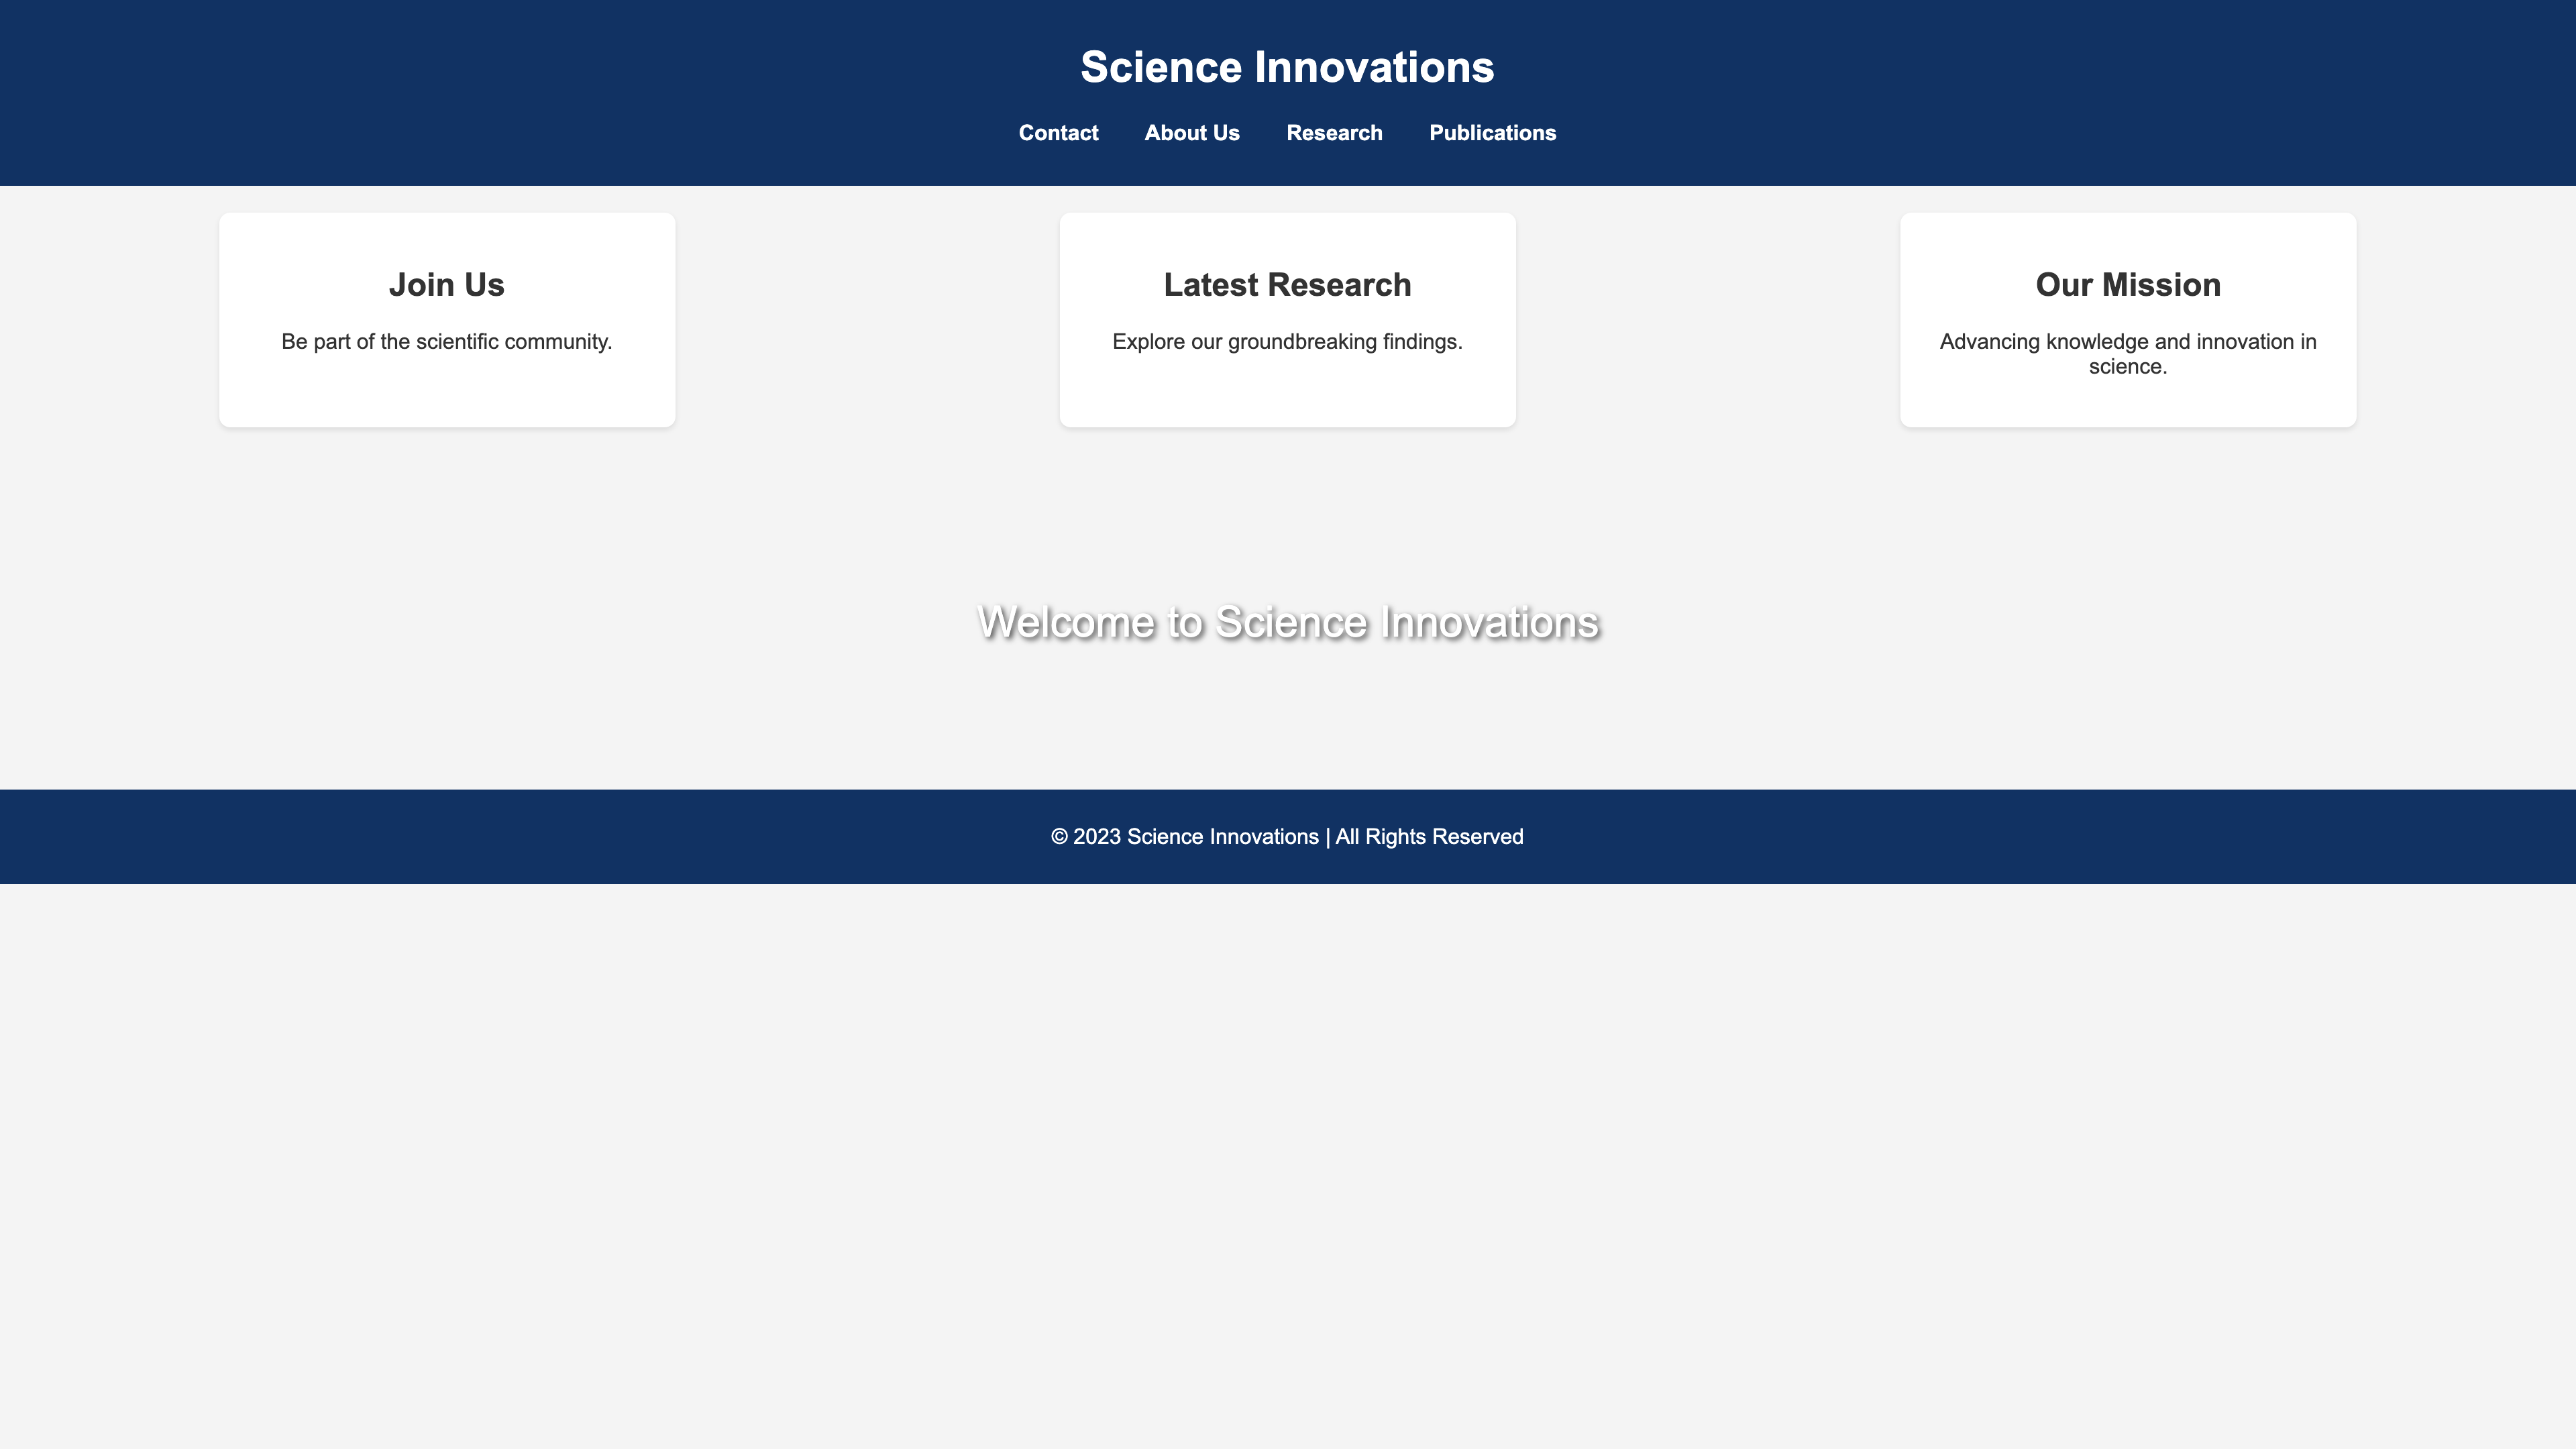 Science Innovations
Contact About Us Research Publications
Join Us
Be part of the scientific community.
Latest Research
Explore our groundbreaking findings.
Our Mission
Advancing knowledge and innovation in
science.
Welcome to Science Innovations
© 2023 Science Innovations | All Rights Reserved